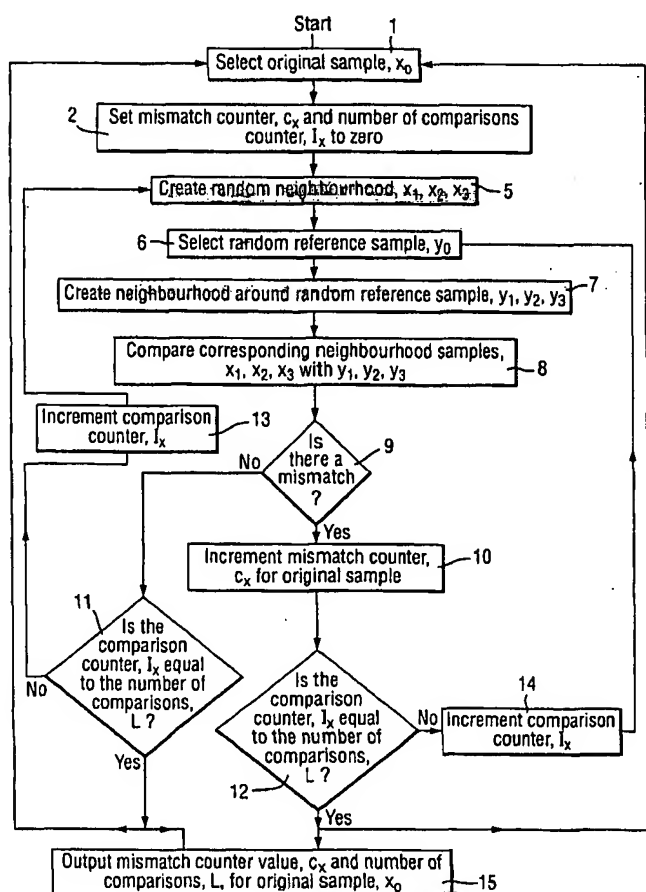 Start
1
Select original sample, x₀
2
Set mismatch counter, cₓ and number of comparisons
counter, Iₓ to zero
Create random neighbourhood, x₁, x₂, x₃
5
6
Select random reference sample, y₀
7
Create neighbourhood around random reference sample, y₁, y₂, y₃
Compare corresponding neighbourhood samples,
x₁, x₂, x₃ with y₁, y₂, y₃
8
Increment comparison
counter, Iₓ
13
9
Is
there a
mismatch
?
No
Yes
Increment mismatch counter,
cₓ for original sample
10
11
Is the
comparison
counter, Iₓ equal
to the number of
comparisons,
L ?
No
Yes
Is the
comparison
counter, Iₓ equal
to the number of
comparisons,
L ?
12
No
Yes
14
Increment comparison
counter, Iₓ
Output mismatch counter value, cₓ and number of
comparisons, L, for original sample, x₀
15